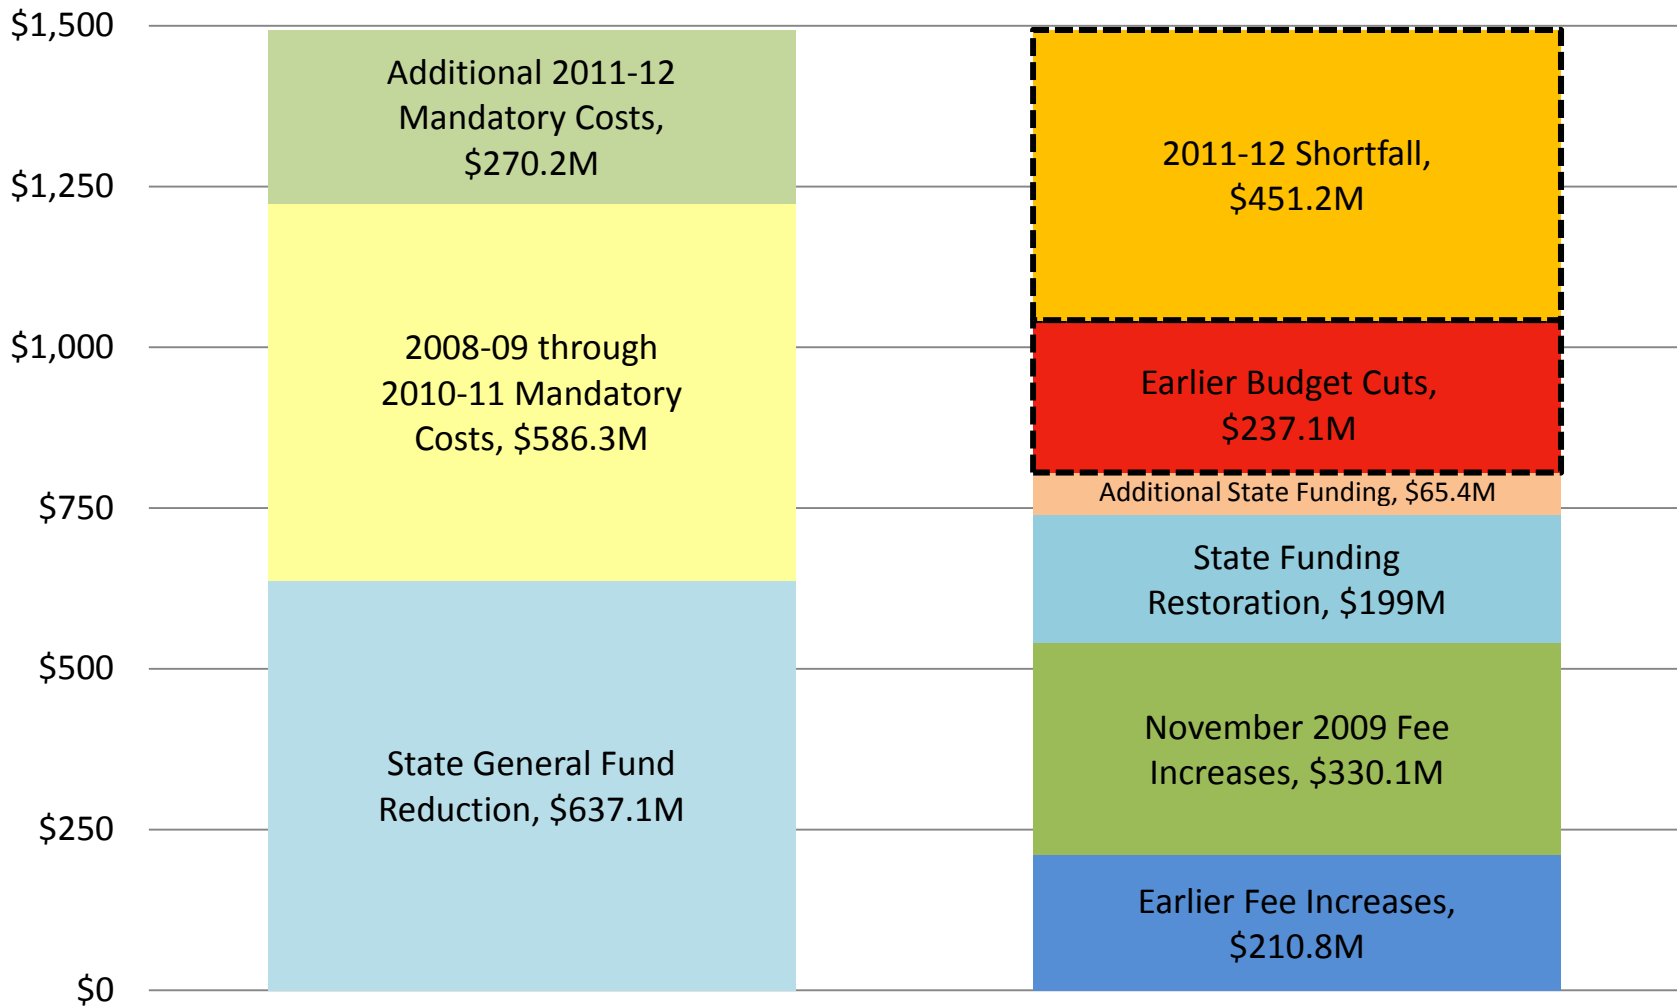 $1,500
$1,250
$1,000
$750
$500
$250
$0
Additional 2011-12
Mandatory Costs,
$270.2M
2008-09 through
2010-11 Mandatory
Costs, $586.3M
State General Fund
Reduction, $637.1M
2011-12 Shortfall,
$451.2M
Earlier Budget Cuts,
$237.1M
Additional State Funding, $65.4M
State Funding
Restoration, $199M
November 2009 Fee
Increases, $330.1M
Earlier Fee Increases,
$210.8M